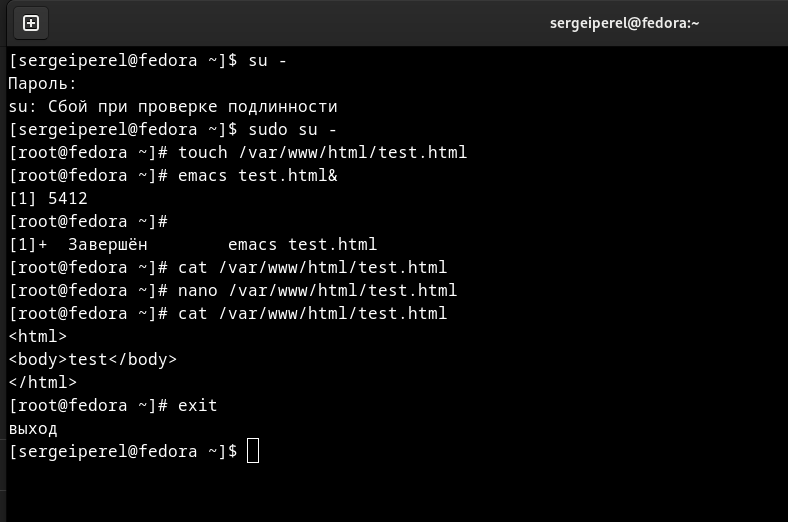 sergeiperel@fedora:~
[sergeiperel@fedora ~]$ su -
Пароль:
su: Сбой при проверке подлинности
[sergeiperel@fedora ~]$ sudo su -
[root@fedora ~]# touch /var/www/html/test.html
[root@fedora ~]# emacs test.html&
[1] 5412
[root@fedora ~]#
[1]+  Завершён        emacs test.html
[root@fedora ~]# cat /var/www/html/test.html
[root@fedora ~]# nano /var/www/html/test.html
[root@fedora ~]# cat /var/www/html/test.html
<html>
<body>test</body>
</html>
[root@fedora ~]# exit
выход
[sergeiperel@fedora ~]$